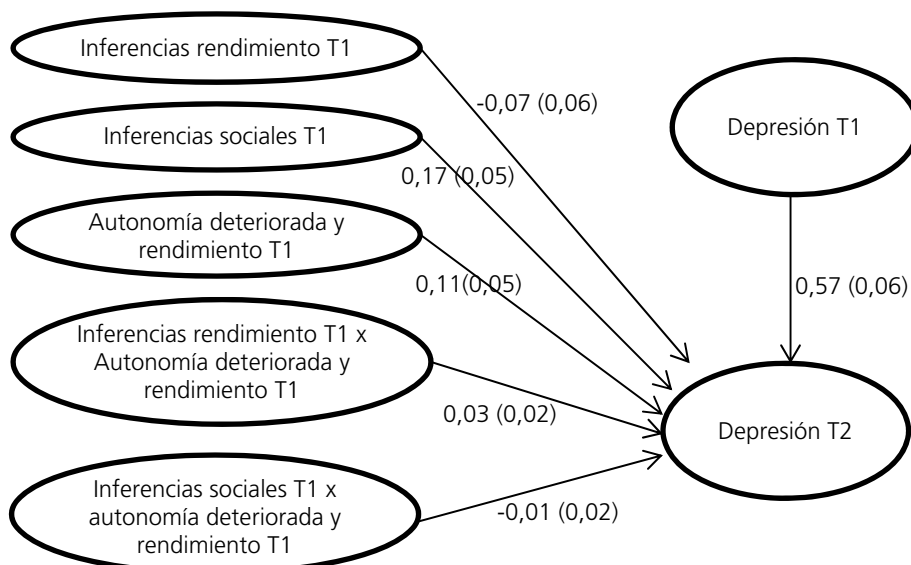 Inferencias rendimiento T1
-0,07 (0,06)
Inferencias sociales T1
Depresión T1
0,17 (0,05)
Autonomía deteriorada y
rendimiento T1
0,11(0,05)
0,57 (0,06)
Inferencias rendimiento T1 x
Autonomía deteriorada y
rendimiento T1
0,03 (0,02)
Depresión T2
Inferencias sociales T1 x
autonomía deteriorada y
rendimiento T1
-0,01 (0,02)